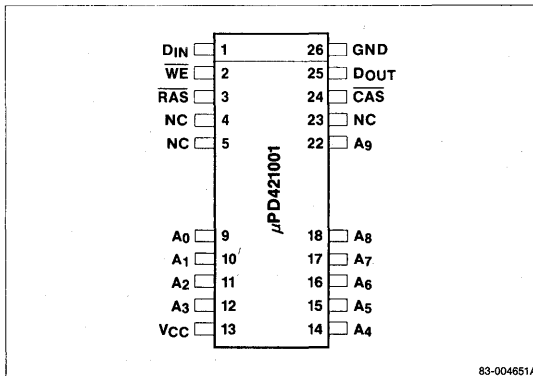 DIN 1 26 GND
WE 2 25 DOUT
RAS 3 24 CAS
NC 4 23 NC
NC 5 22 A9
μPD421001
A0 9 18 A8
A1 10 17 A7
A2 11 16 A6
A3 12 15 A5
VCC 13 14 A4
83-004651A